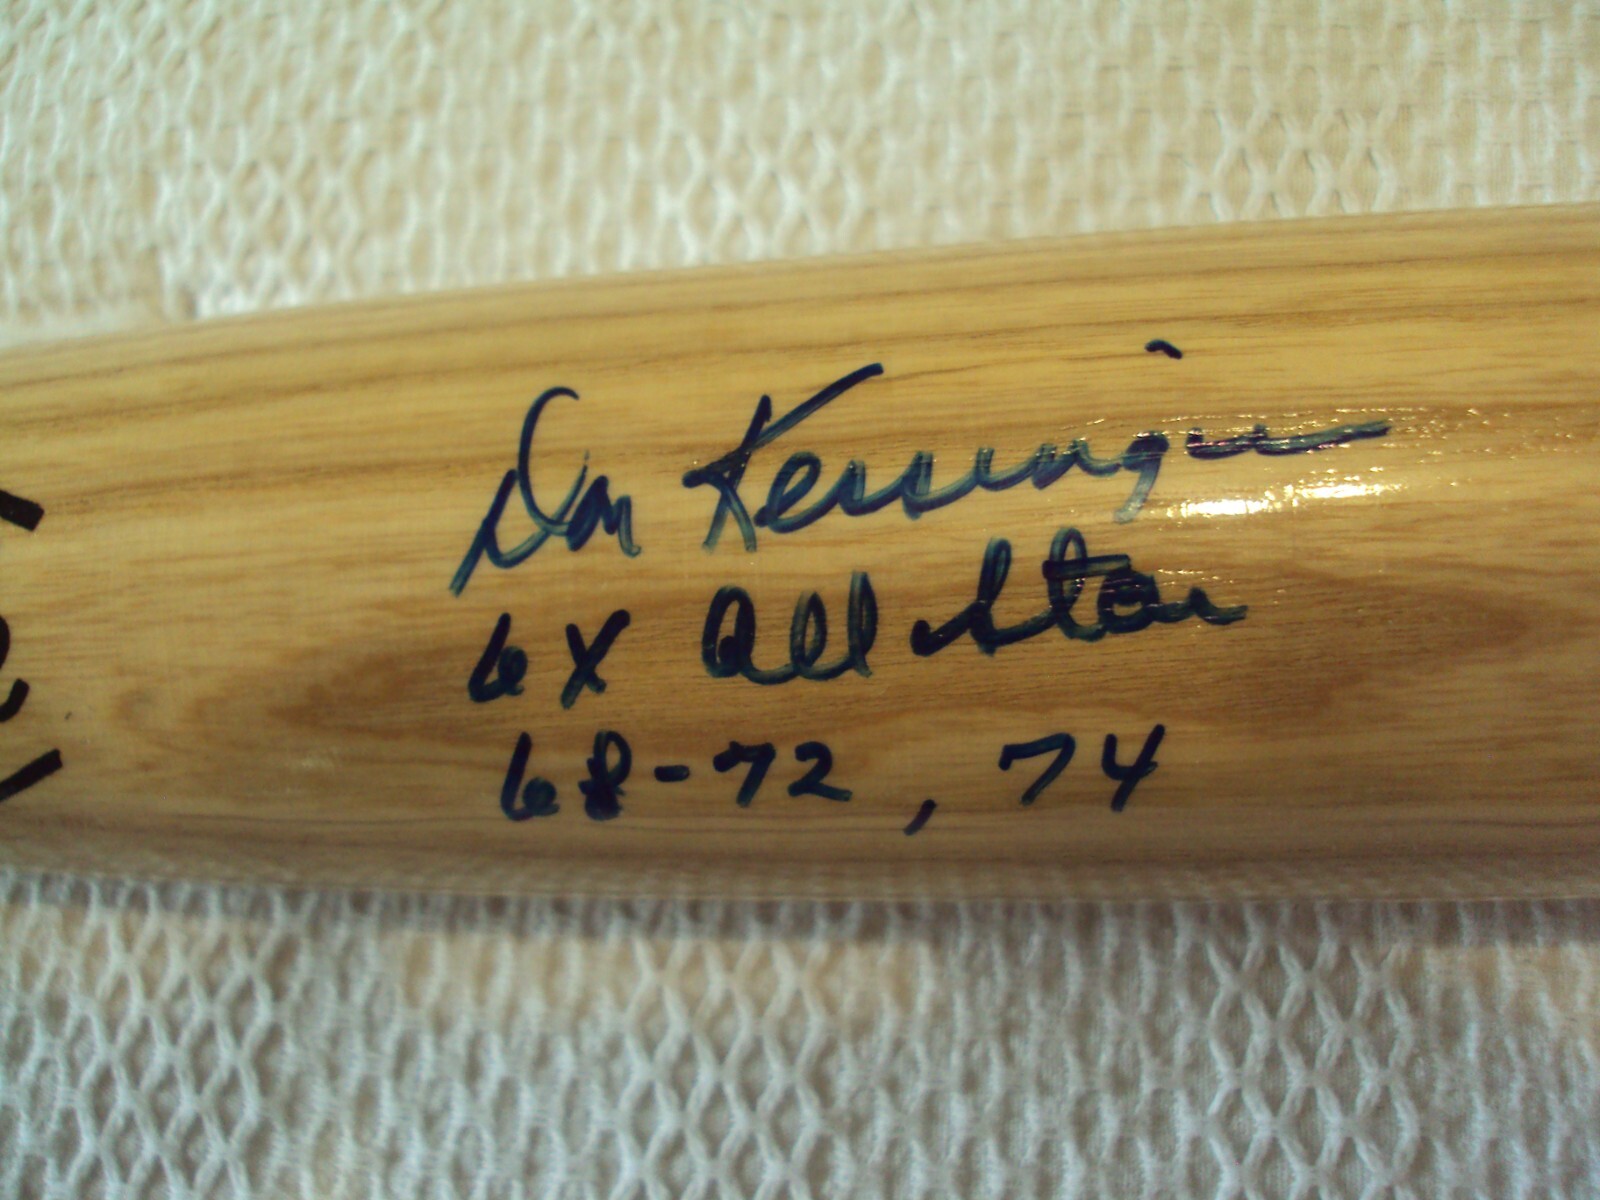 Don Kessinger
6X All Star
68-72, 74